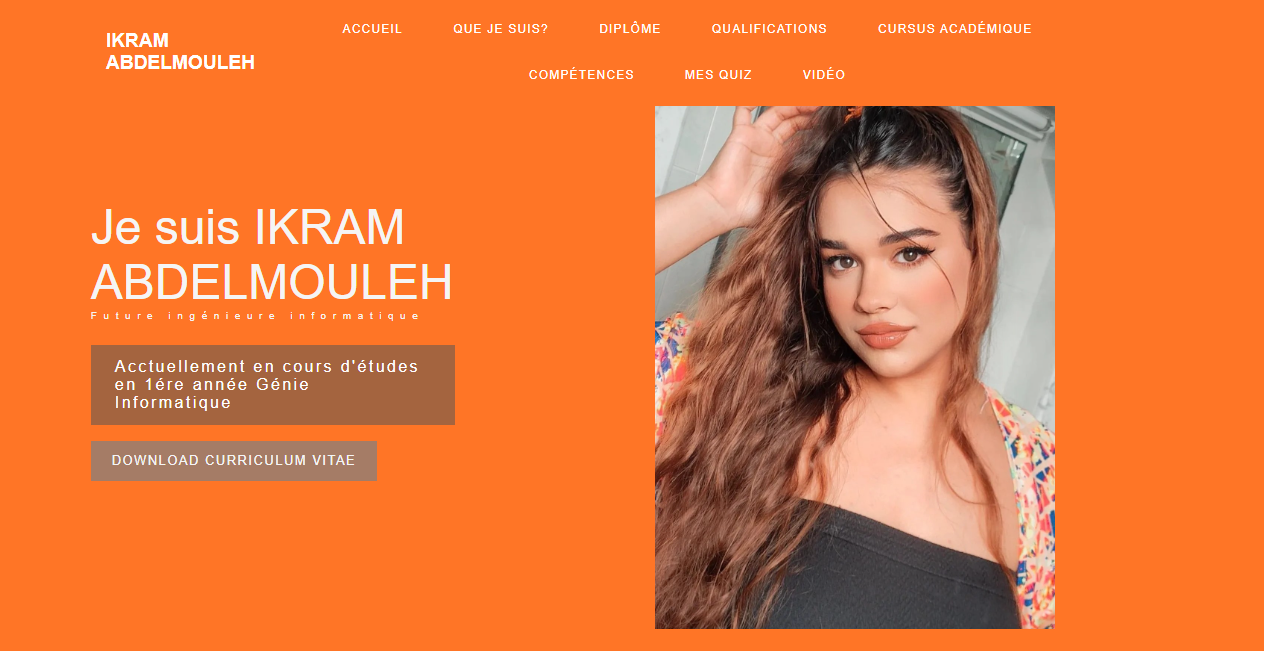 IKRAM
ABDELMOULEH
ACCUEIL QUE JE SUIS? DIPLÔME QUALIFICATIONS CURSUS ACADÉMIQUE
COMPÉTENCES MES QUIZ VIDÉO
Je suis IKRAM
ABDELMOULEH
Future ingénieure informatique
Acctuellement en cours d'études
en 1ére année Génie
Informatique
DOWNLOAD CURRICULUM VITAE